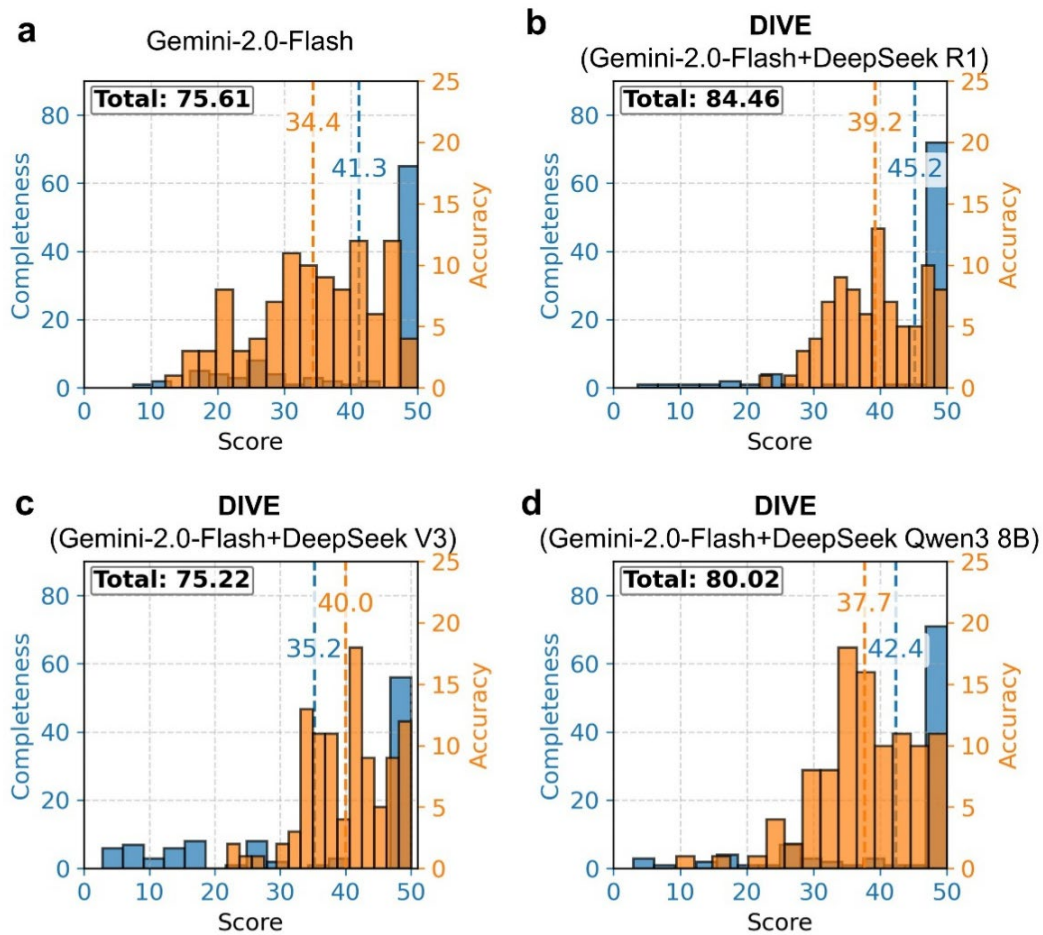 a
Gemini-2.0-Flash
Total: 75.61
34.4
41.3
Completeness
80
60
40
20
0
Accuracy
25
20
15
10
5
0
0 10 20 30 40 50
Score
b
DIVE
(Gemini-2.0-Flash+DeepSeek R1)
Total: 84.46
39.2
45.2
Completeness
80
60
40
20
0
Accuracy
25
20
15
10
5
0
0 10 20 30 40 50
Score
c
DIVE
(Gemini-2.0-Flash+DeepSeek V3)
Total: 75.22
40.0
35.2
Completeness
80
60
40
20
0
Accuracy
25
20
15
10
5
0
0 10 20 30 40 50
Score
d
DIVE
(Gemini-2.0-Flash+DeepSeek Qwen3 8B)
Total: 80.02
37.7
42.4
Completeness
80
60
40
20
0
Accuracy
25
20
15
10
5
0
0 10 20 30 40 50
Score